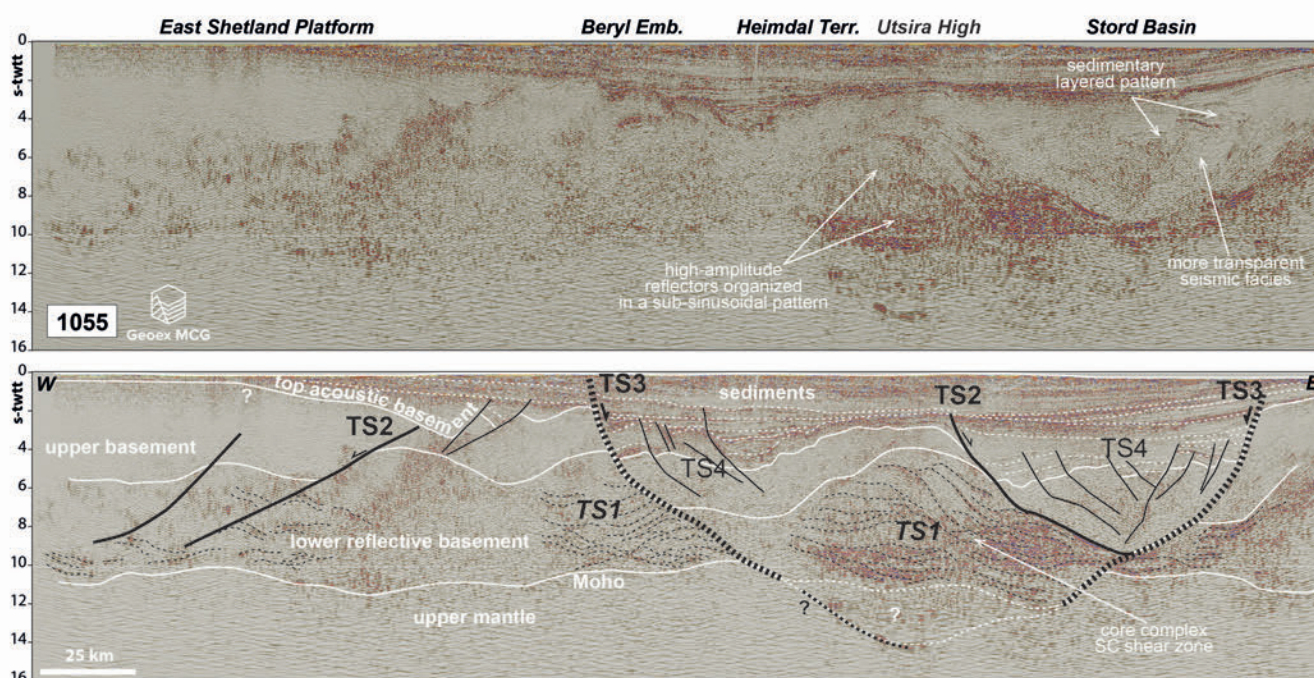 East Shetland Platform
Beryl Emb.
Heimdal Terr.
Utsira High
Stord Basin
0
2
4
6
8
10
12
14
16
s-twtt
sedimentary
layered pattern
high-amplitude
reflectors organized
in a sub-sinusoidal pattern
more transparent
seismic facies
1055
Geoex MCG
0
2
4
6
8
10
12
14
16
s-twtt
W
E
?
top acoustic basement
TS3
sediments
TS2
TS3
TS2
upper basement
TS4
TS4
TS1
TS1
lower reflective basement
Moho
upper mantle
?
?
core complex
SC shear zone
25 km